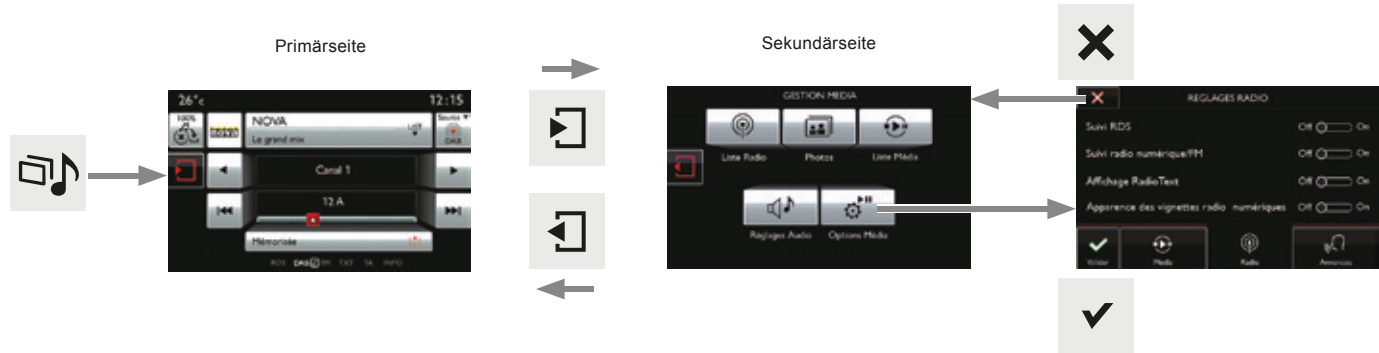 Primärseite
Sekundärseite
26°c
12:15
100%
NOVA
Source
Le grand mix
LIST
DAB
Canal 1
12 A
Mémorisée
RDS DAB FM TXT TA INFO
GESTION MEDIA
Liste Radio
Photos
Liste Média
Réglages Audio
Options Média
REGLAGES RADIO
Suivi RDS
Off On
Suivi radio numérique/FM
Off On
Affichage RadioText
Off On
Apparence des vignettes radio numériques
Off On
Valider
Media
Radio
Annonces